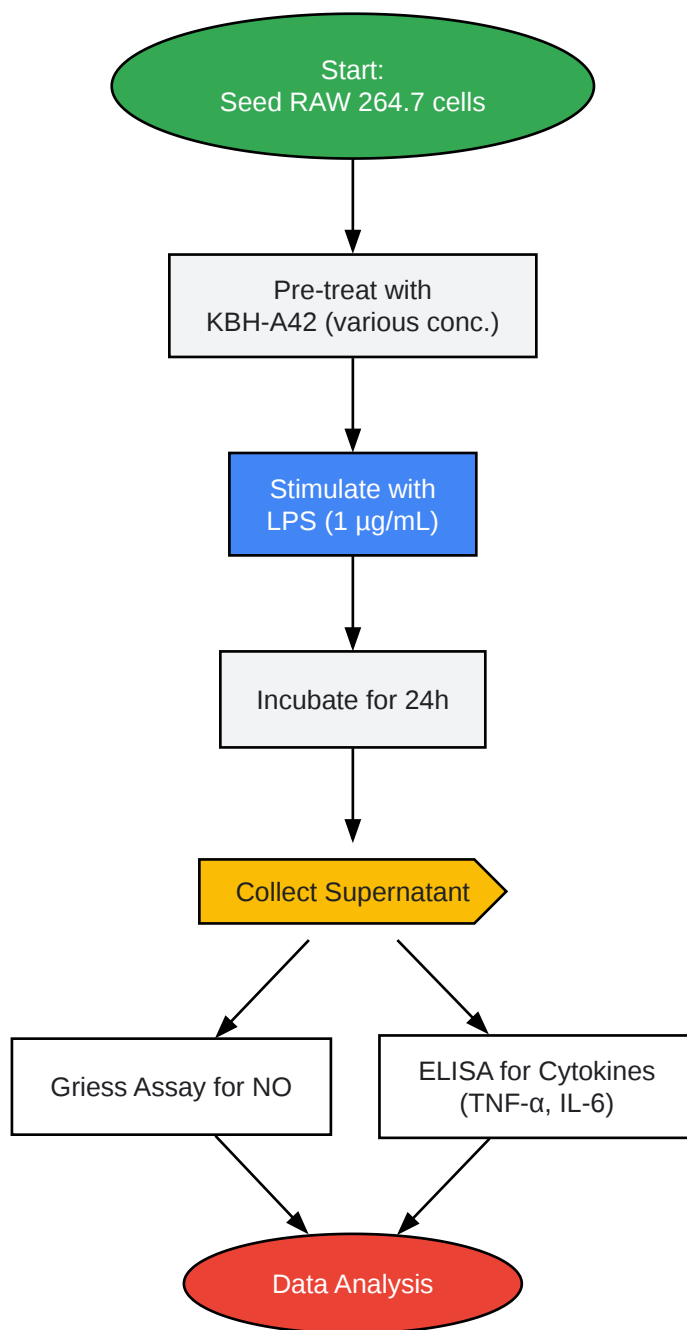 Start:
Seed RAW 264.7 cells
Pre-treat with
KBH-A42 (various conc.)
Stimulate with
LPS (1 µg/mL)
Incubate for 24h
Collect Supernatant
Griess Assay for NO
ELISA for Cytokines
(TNF-α, IL-6)
Data Analysis